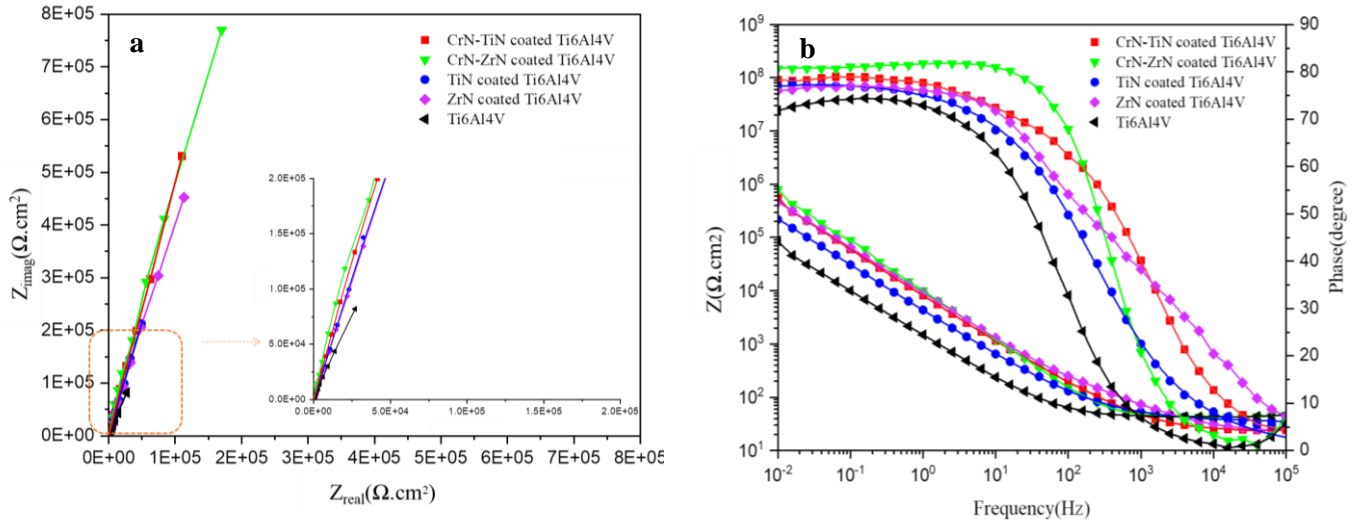 a
CrN-TiN coated Ti6Al4V
CrN-ZrN coated Ti6Al4V
TiN coated Ti6Al4V
ZrN coated Ti6Al4V
Ti6Al4V
8E+05
7E+05
6E+05
5E+05
4E+05
3E+05
2E+05
1E+05
0E+00
Zimag(Ω.cm²)
2.0E+05
1.5E+05
1.0E+05
5.0E+04
0.0E+00
0.0E+00 5.0E+04 1.0E+05 1.5E+05 2.0E+05
0E+00 1E+05 2E+05 3E+05 4E+05 5E+05 6E+05 7E+05 8E+05
Zreal(Ω.cm²)
b
CrN-TiN coated Ti6Al4V
CrN-ZrN coated Ti6Al4V
TiN coated Ti6Al4V
ZrN coated Ti6Al4V
Ti6Al4V
10⁹
10⁸
10⁷
10⁶
10⁵
10⁴
10³
10²
10¹
Z(Ω.cm2)
90
80
70
60
50
40
30
20
10
0
Phase(degree)
10⁻² 10⁻¹ 10⁰ 10¹ 10² 10³ 10⁴ 10⁵
Frequency(Hz)